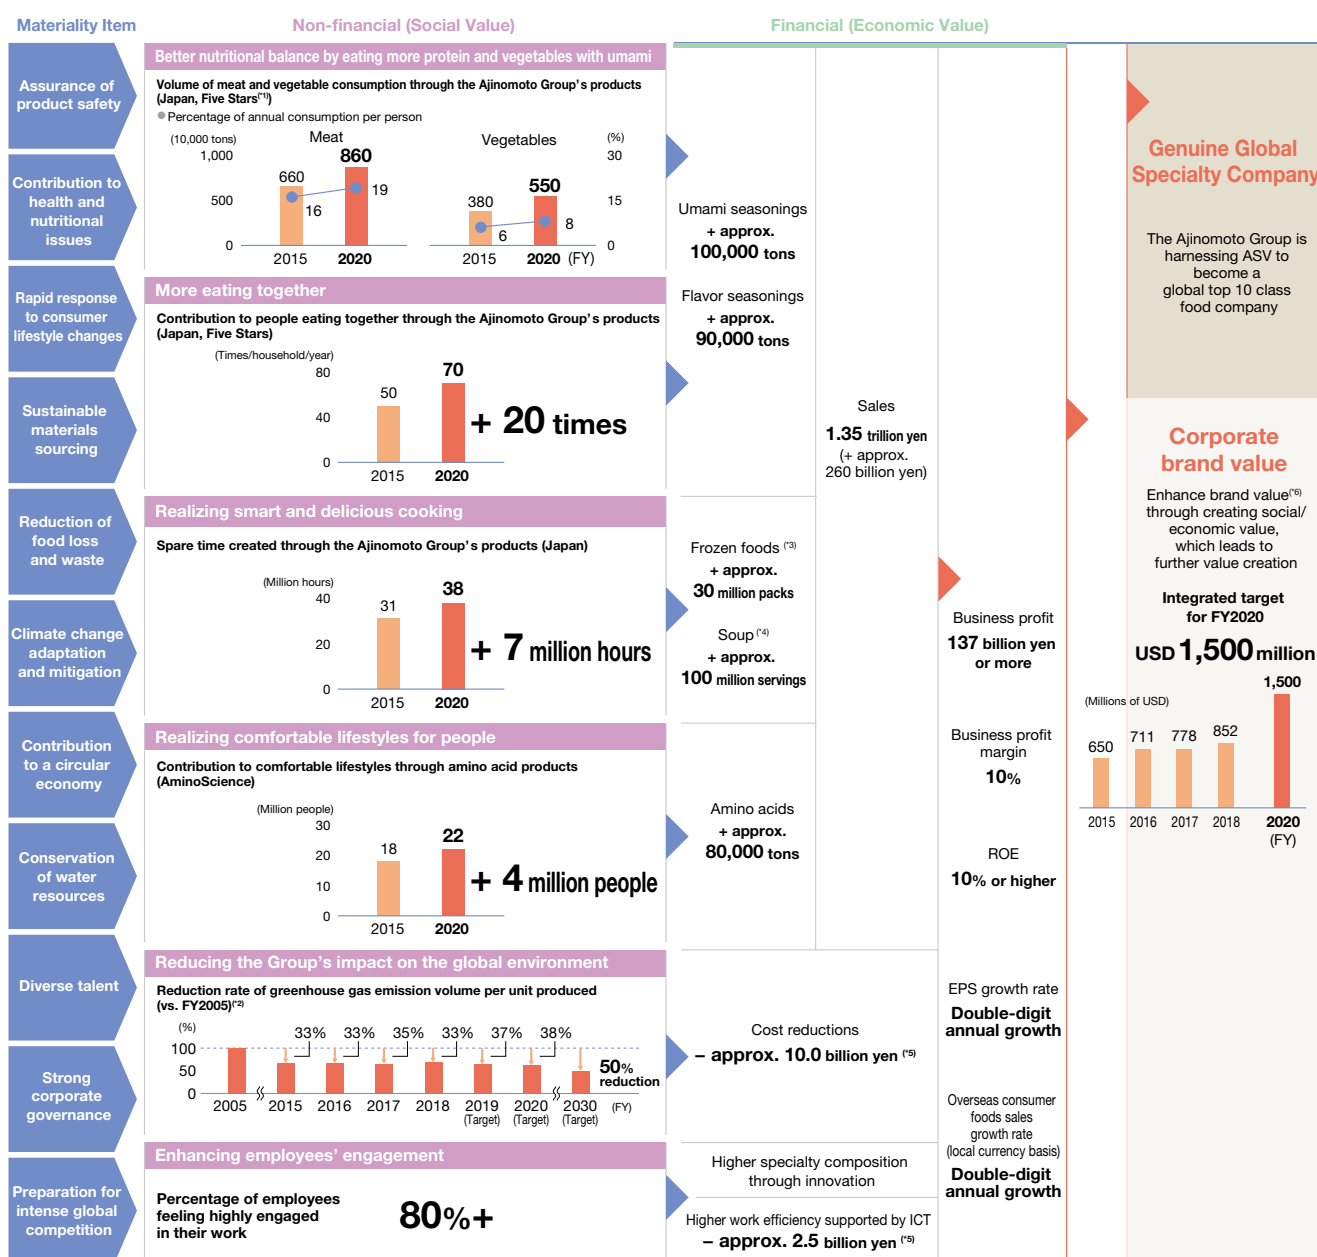 Materiality Item
Non-financial (Social Value)
Financial (Economic Value)
Assurance of
product safety
Contribution to
health and
nutritional
issues
Rapid response
to consumer
lifestyle changes
Sustainable
materials
sourcing
Reduction of
food loss
and waste
Climate change
adaptation
and mitigation
Contribution
to a circular
economy
Conservation
of water
resources
Diverse talent
Strong
corporate
governance
Preparation for
intense global
competition
Better nutritional balance by eating more protein and vegetables with umami
Volume of meat and vegetable consumption through the Ajinomoto Group's products
(Japan, Five Stars(*1))
Percentage of annual consumption per person
(10,000 tons)
Meat
Vegetables
(%)
1,000
860
30
660
19
550
500
16
380
15
8
6
0
0
2015
2020
2015
2020 (FY)
More eating together
Contribution to people eating together through the Ajinomoto Group's products
(Japan, Five Stars)
(Times/household/year)
80
70
50
40
+ 20 times
0
2015
2020
Realizing smart and delicious cooking
Spare time created through the Ajinomoto Group's products (Japan)
(Million hours)
40
38
31
20
+ 7 million hours
0
2015
2020
Realizing comfortable lifestyles for people
Contribution to comfortable lifestyles through amino acid products
(AminoScience)
(Million people)
30
22
20
18
10
+ 4 million people
0
2015
2020
Reducing the Group's impact on the global environment
Reduction rate of greenhouse gas emission volume per unit produced
(vs. FY2005)(*2)
(%)
33%
33%
35%
33%
37%
38%
100
50
0
50%
reduction
2005
2015
2016
2017
2018
2019
(Target)
2020
(Target)
2030
(Target)
(FY)
Enhancing employees' engagement
Percentage of employees
feeling highly engaged
in their work
80%+
Umami seasonings
+ approx.
100,000 tons
Flavor seasonings
+ approx.
90,000 tons
Frozen foods (*3)
+ approx.
30 million packs
Soup (*4)
+ approx.
100 million servings
Amino acids
+ approx.
80,000 tons
Cost reductions
– approx. 10.0 billion yen (*5)
Higher specialty composition
through innovation
Higher work efficiency supported by ICT
– approx. 2.5 billion yen (*5)
Sales
1.35 trillion yen
(+ approx.
260 billion yen)
Business profit
137 billion yen
or more
Business profit
margin
10%
ROE
10% or higher
EPS growth rate
Double-digit
annual growth
Overseas consumer
foods sales
growth rate
(local currency basis)
Double-digit
annual growth
Genuine Global
Specialty Company
The Ajinomoto Group is
harnessing ASV to
become a
global top 10 class
food company
Corporate
brand value
Enhance brand value(*6)
through creating social/
economic value,
which leads to
further value creation
Integrated target
for FY2020
USD 1,500 million
(Millions of USD)
1,500
650
711
778
852
2015
2016
2017
2018
2020
(FY)